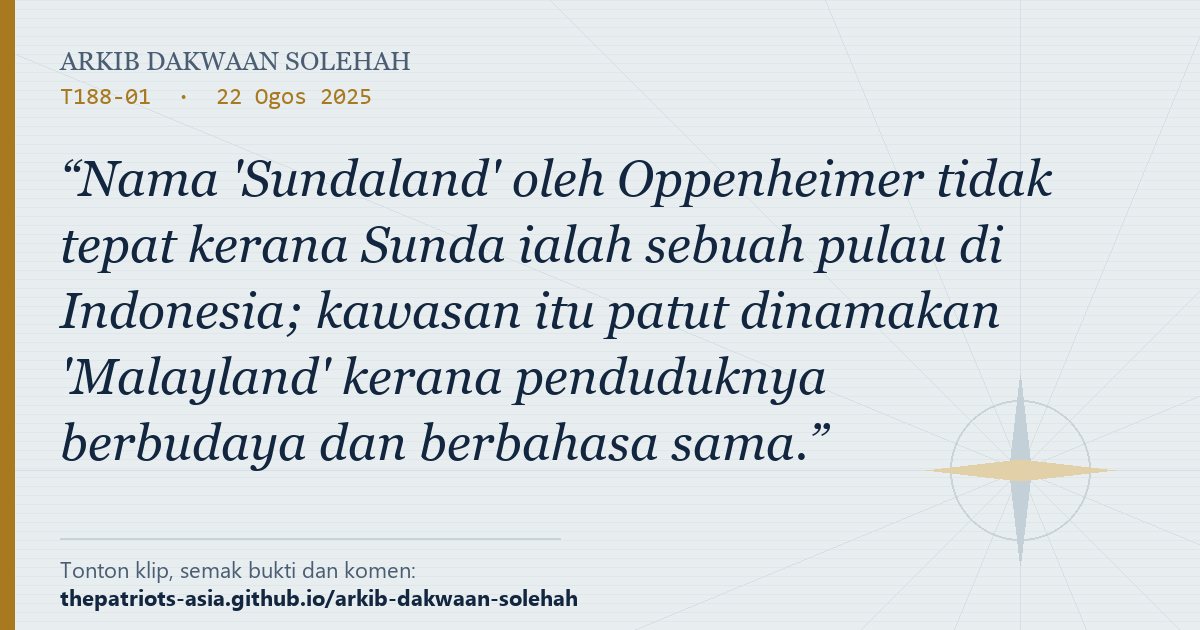 ARKIB DAKWAAN SOLEHAH
T188-01 · 22 Ogos 2025
“Nama 'Sundaland' oleh Oppenheimer tidak
tepat kerana Sunda ialah sebuah pulau di
Indonesia; kawasan itu patut dinamakan
'Malayland' kerana penduduknya
berbudaya dan berbahasa sama.”
Tonton klip, semak bukti dan komen:
thepatriots-asia.github.io/arkib-dakwaan-solehah